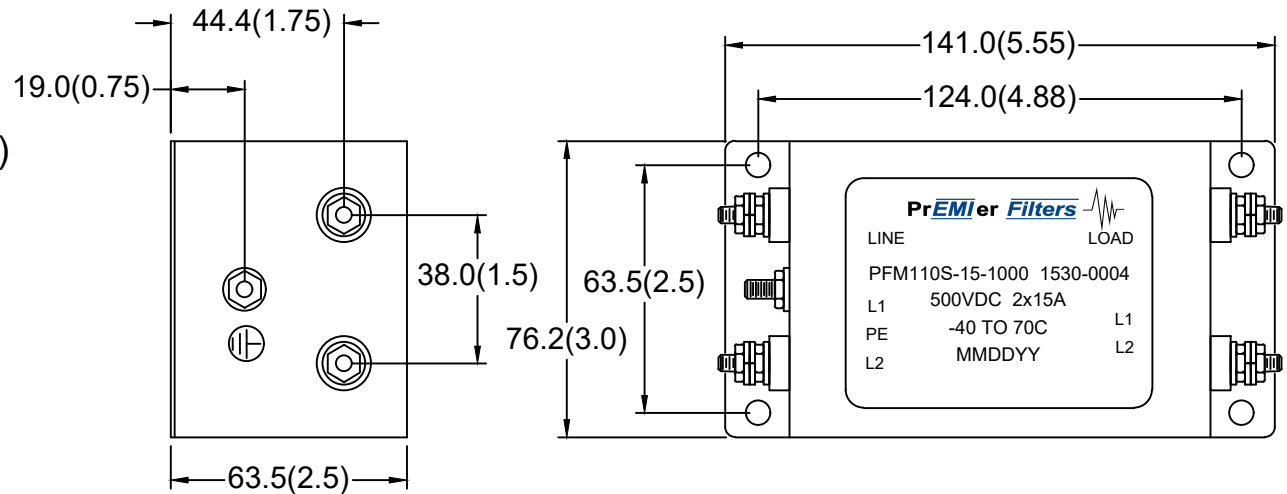 44.4(1.75)
19.0(0.75)
)
38.0(1.5)
63.5(2.5)
141.0(5.55)
124.0(4.88)
63.5(2.5)
76.2(3.0)
PrEMIer Filters
LINE LOAD
PFM110S-15-1000 1530-0004
500VDC 2x15A
L1 L1
-40 TO 70C
PE
MMDDYY L2
L2